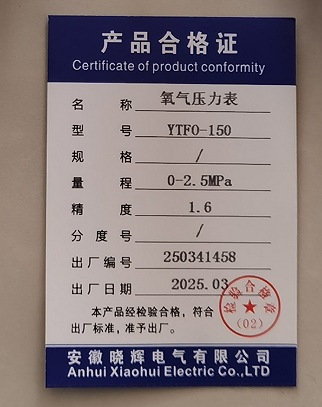 产品合格证
Certificate of product conformity
名称 氧气压力表
型号 YTFO-150
规格 /
量程 0-2.5MPa
精度 1.6
分度号 /
出厂编号 250341458
出厂日期 2025.03
检验合格章
(02)
本产品经检验合格，符合
出厂标准，准予出厂。
安徽晓辉电气有限公司
Anhui Xiaohui Electric Co.,LTD